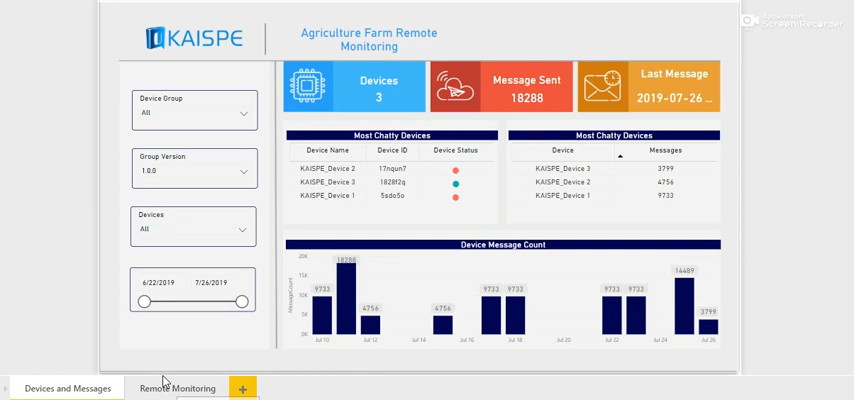 KAISPE
Agriculture Farm Remote
Monitoring
Screen Recorder
Devices
3
Message Sent
18288
Last Message
2019-07-26 ...
Device Group
All
Group Version
1.0.0
Devices
All
6/22/2019 7/26/2019
Most Chatty Devices
Device Name Device ID Device Status
KAISPE_Device 2 17nqun7
KAISPE_Device 3 1828f2q
KAISPE_Device 1 5sdo5o
Most Chatty Devices
Device Messages
KAISPE_Device 3 3799
KAISPE_Device 2 4756
KAISPE_Device 1 9733
Device Message Count
MessageCount
20K
15K
10K
5K
0K
9733 18288 4756 4756 9733 9733 9733 9733 14489 3799
Jul 10 Jul 12 Jul 14 Jul 16 Jul 18 Jul 20 Jul 22 Jul 24 Jul 26
Devices and Messages Remote Monitoring +